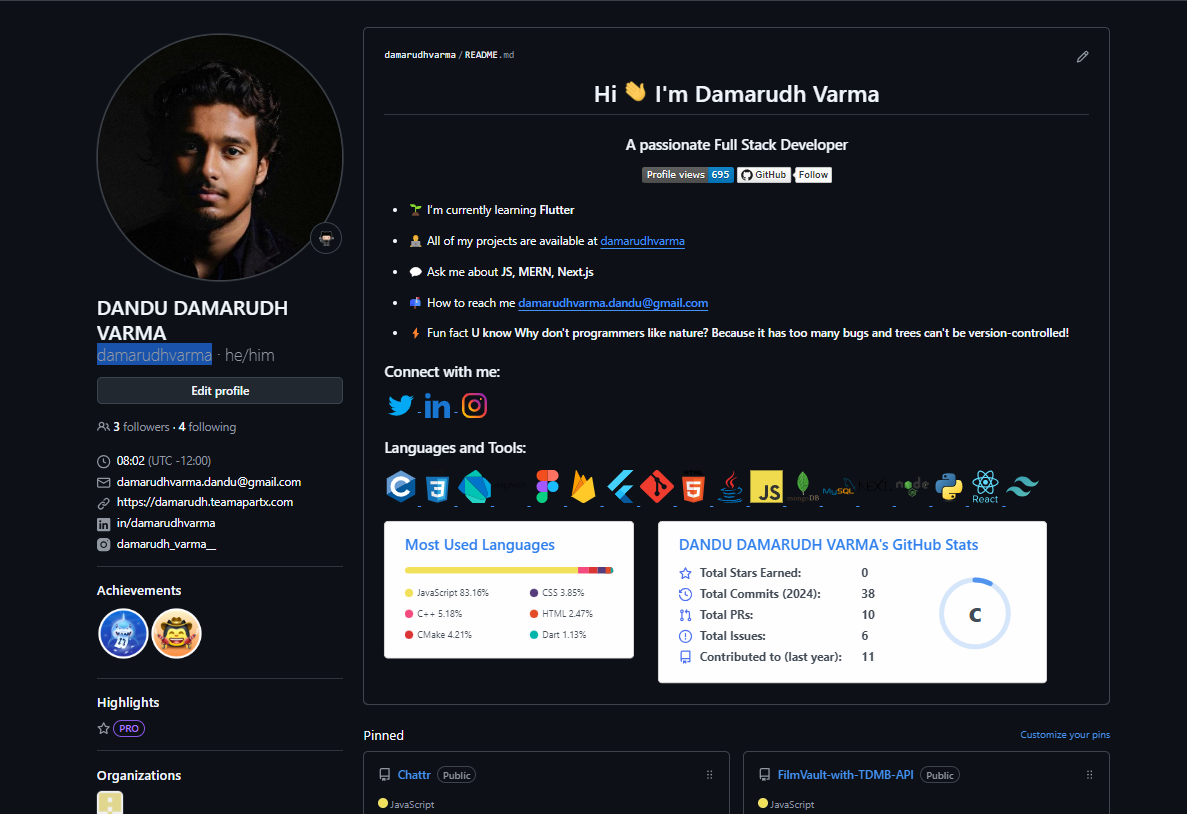 damarudhvarma / README.md
Hi 👋 I'm Damarudh Varma
A passionate Full Stack Developer
Profile views 695 GitHub Follow
🌱 I'm currently learning Flutter
👨‍💻 All of my projects are available at damarudhvarma
💬 Ask me about JS, MERN, Next.js
📫 How to reach me damarudhvarma.dandu@gmail.com
⚡ Fun fact U know Why don't programmers like nature? Because it has too many bugs and trees can't be version-controlled!
Connect with me:
Languages and Tools:
HTML
JS
mongoDB
MySQL
NEXT
node
React
Most Used Languages
JavaScript 83.16%
CSS 3.85%
C++ 5.18%
HTML 2.47%
CMake 4.21%
Dart 1.13%
DANDU DAMARUDH VARMA's GitHub Stats
Total Stars Earned: 0
Total Commits (2024): 38
Total PRs: 10
Total Issues: 6
Contributed to (last year): 11
C
DANDU DAMARUDH
VARMA
damarudhvarma · he/him
Edit profile
3 followers · 4 following
08:02 (UTC -12:00)
damarudhvarma.dandu@gmail.com
https://damarudh.teamapartx.com
in/damarudhvarma
damarudh_varma__
Achievements
Highlights
PRO
Organizations
Pinned
Customize your pins
Chattr Public
JavaScript
FilmVault-with-TDMB-API Public
JavaScript